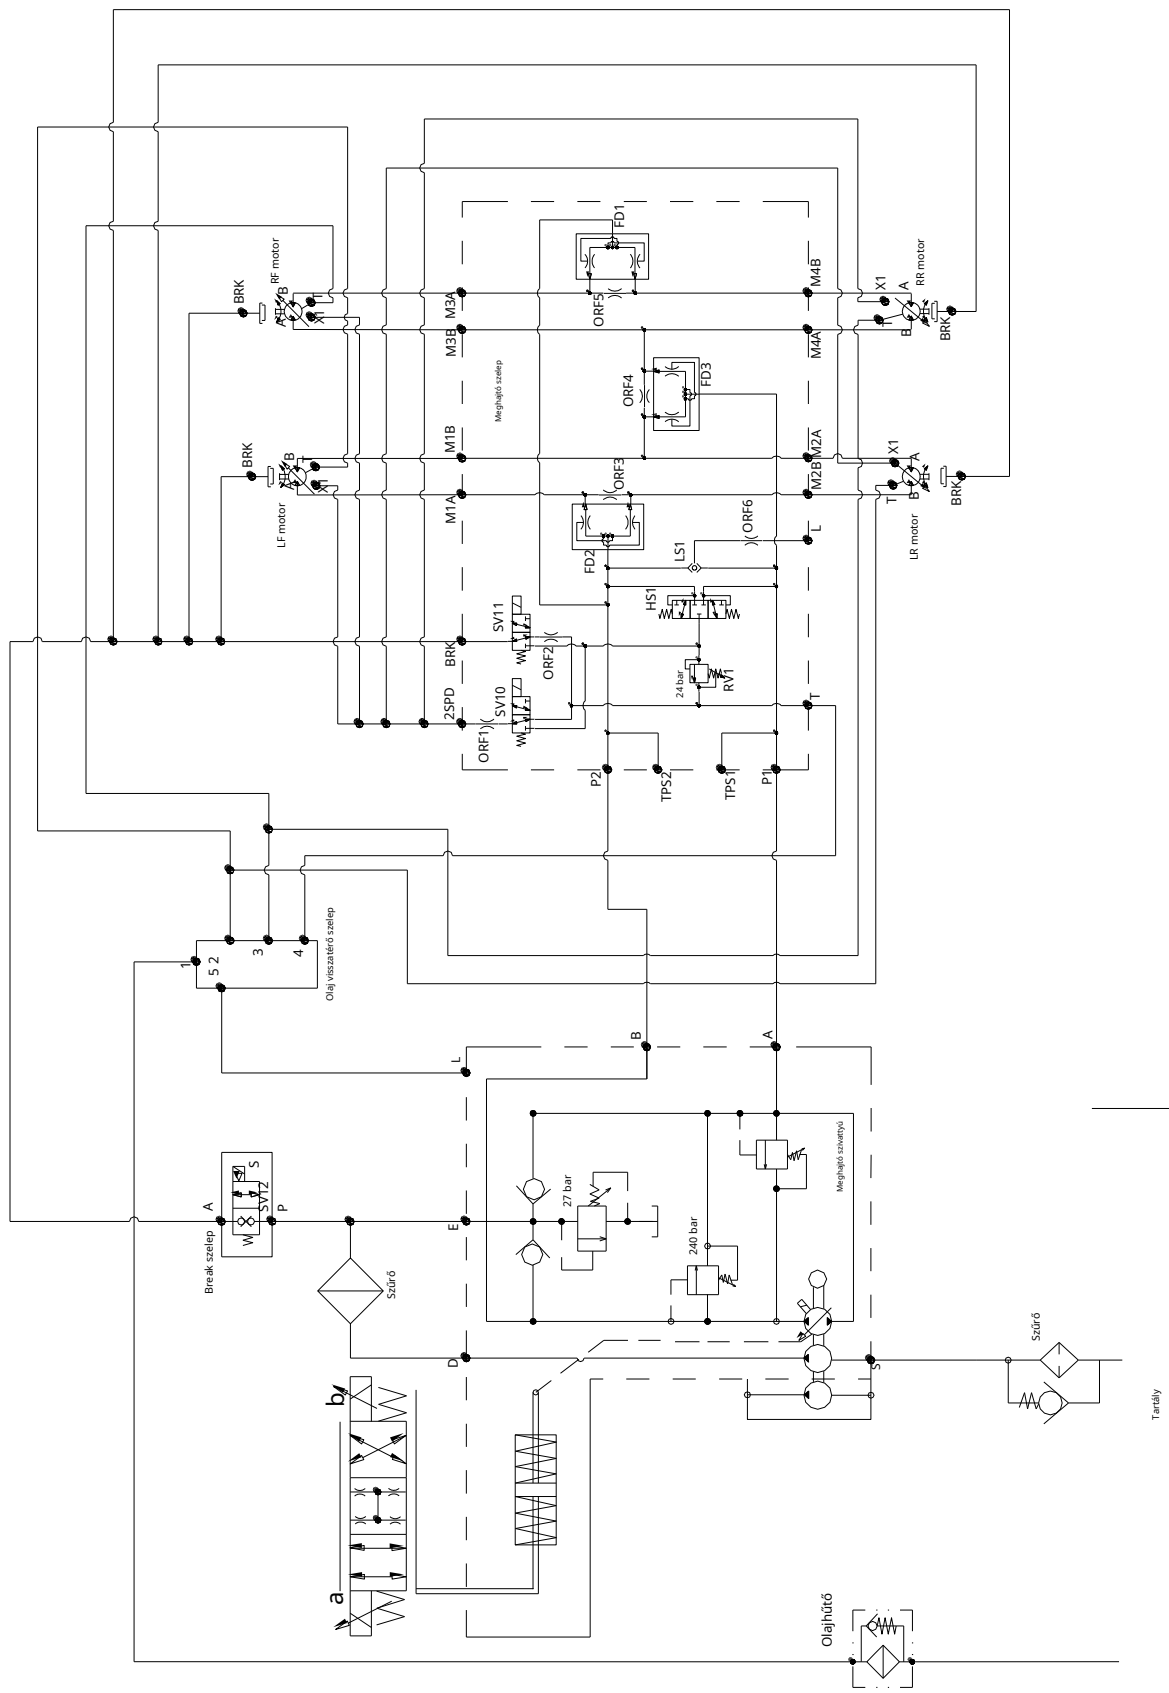 FD1
RF motor
BRK
B
A
T
X1
M3A
M3B
ORF5
M4B
M4A
X1
A
RR motor
T
B
BRK
Meghajtó szelep
ORF4
FD3
BRK
B
T
A
X1
LF motor
M1B
M1A
ORF3
M2A
M2B
X1
A
T
B
BRK
LR motor
FD2
LS1
ORF6
L
HS1
SV11
BRK
ORF2
24 bar
RV1
2SPD
SV10
ORF1
T
P2
TPS2
TPS1
P1
1
5 2
3
4
Olaj visszatérő szelep
L
B
A
Meghajtó szivattyú
A
S
SV12
P
W
Break szelep
E
27 bar
240 bar
Szűrő
D
S
Szűrő
Tartály
b
a
Olajhűtő